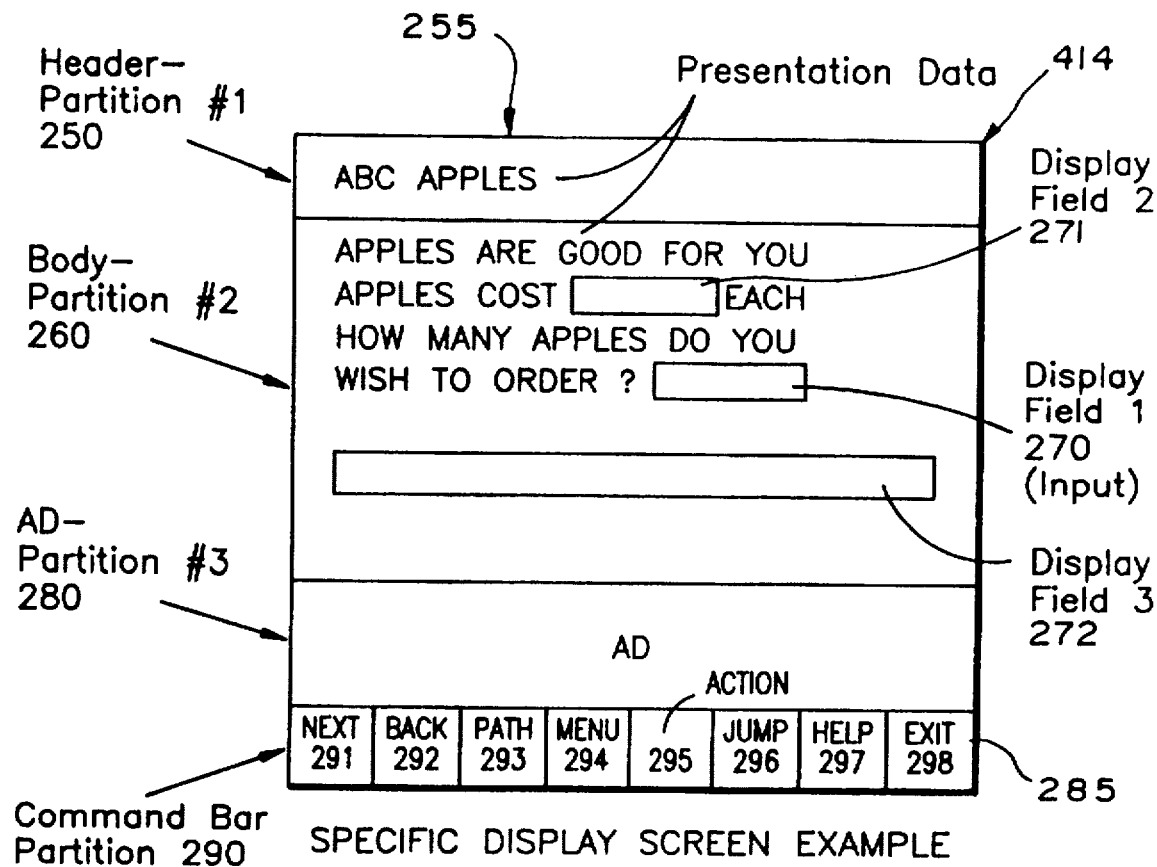 255
Header-
Partition #1
250
Presentation Data
414
ABC APPLES
Display
Field 2
271
Body-
Partition #2
260
APPLES ARE GOOD FOR YOU
APPLES COST EACH
HOW MANY APPLES DO YOU
WISH TO ORDER ?
Display
Field 1
270
(Input)
AD-
Partition #3
280
Display
Field 3
272
AD
ACTION
NEXT BACK PATH MENU JUMP HELP EXIT
291 292 293 294 295 296 297 298
285
Command Bar
Partition 290
SPECIFIC DISPLAY SCREEN EXAMPLE